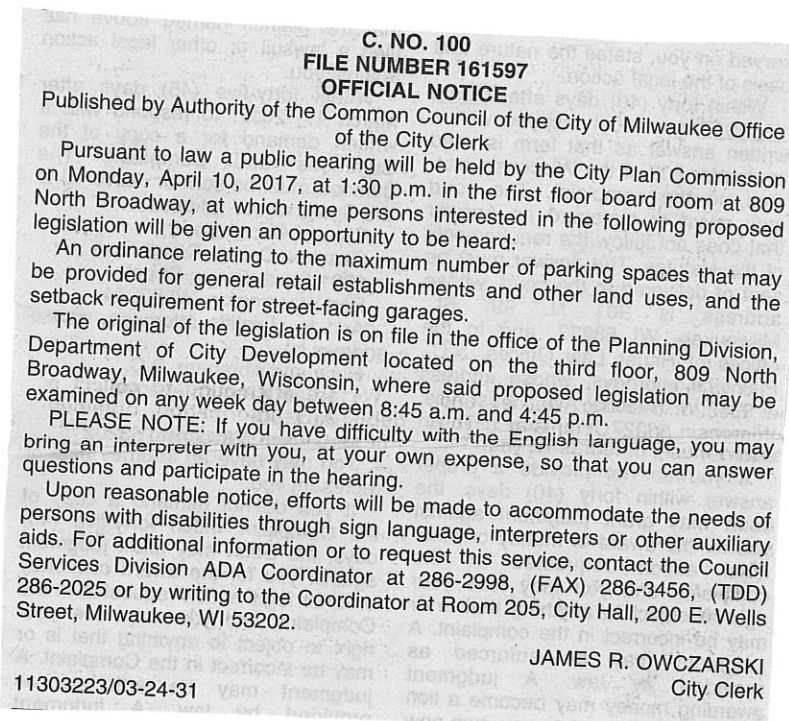 C. NO. 100
FILE NUMBER 161597
OFFICIAL NOTICE
Published by Authority of the Common Council of the City of Milwaukee Office
of the City Clerk
Pursuant to law a public hearing will be held by the City Plan Commission
on Monday, April 10, 2017, at 1:30 p.m. in the first floor board room at 809
North Broadway, at which time persons interested in the following proposed
legislation will be given an opportunity to be heard:
An ordinance relating to the maximum number of parking spaces that may
be provided for general retail establishments and other land uses, and the
setback requirement for street-facing garages.
The original of the legislation is on file in the office of the Planning Division,
Department of City Development located on the third floor, 809 North
Broadway, Milwaukee, Wisconsin, where said proposed legislation may be
examined on any week day between 8:45 a.m. and 4:45 p.m.
PLEASE NOTE: If you have difficulty with the English language, you may
bring an interpreter with you, at your own expense, so that you can answer
questions and participate in the hearing.
Upon reasonable notice, efforts will be made to accommodate the needs of
persons with disabilities through sign language, interpreters or other auxiliary
aids. For additional information or to request this service, contact the Council
Services Division ADA Coordinator at 286-2998, (FAX) 286-3456, (TDD)
286-2025 or by writing to the Coordinator at Room 205, City Hall, 200 E. Wells
Street, Milwaukee, WI 53202.
JAMES R. OWCZARSKI
City Clerk
11303223/03-24-31